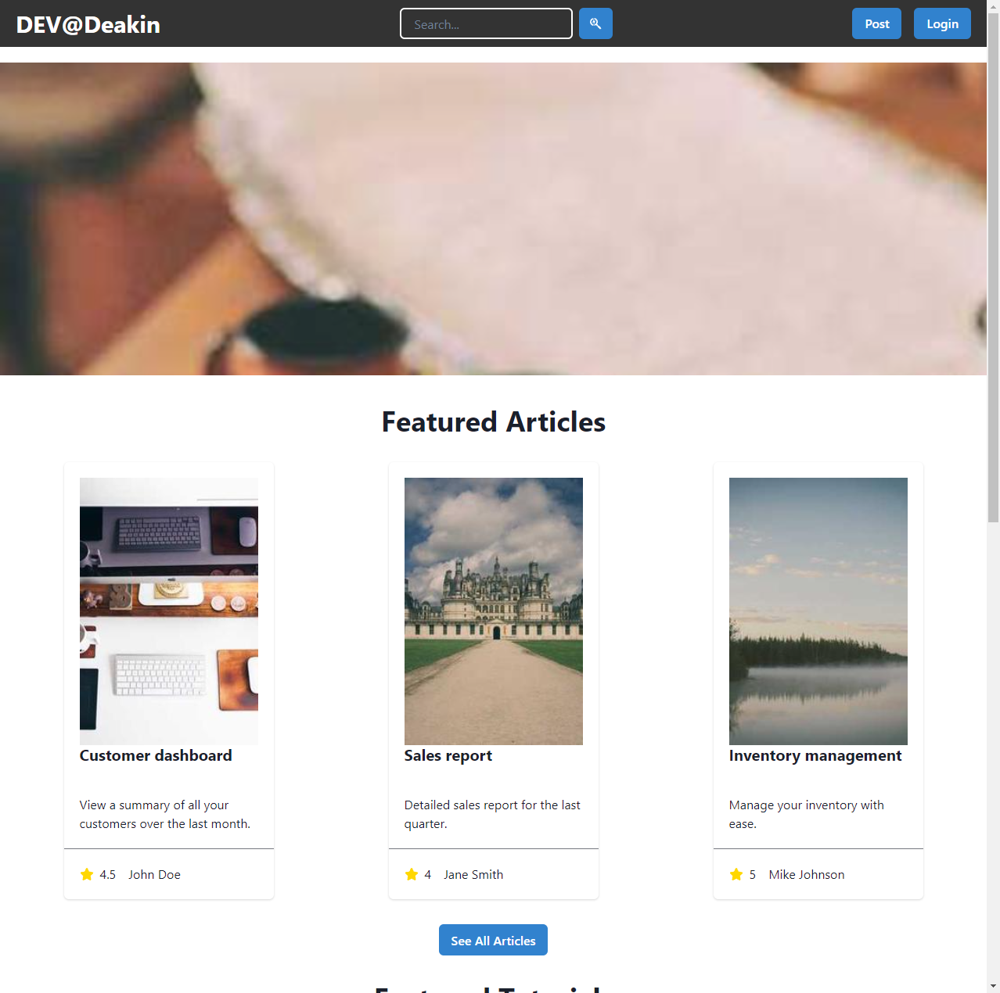 DEV@Deakin
Search...
Post
Login
Featured Articles
Customer dashboard
View a summary of all your
customers over the last month.
4.5 John Doe
Sales report
Detailed sales report for the last
quarter.
4 Jane Smith
Inventory management
Manage your inventory with
ease.
5 Mike Johnson
See All Articles